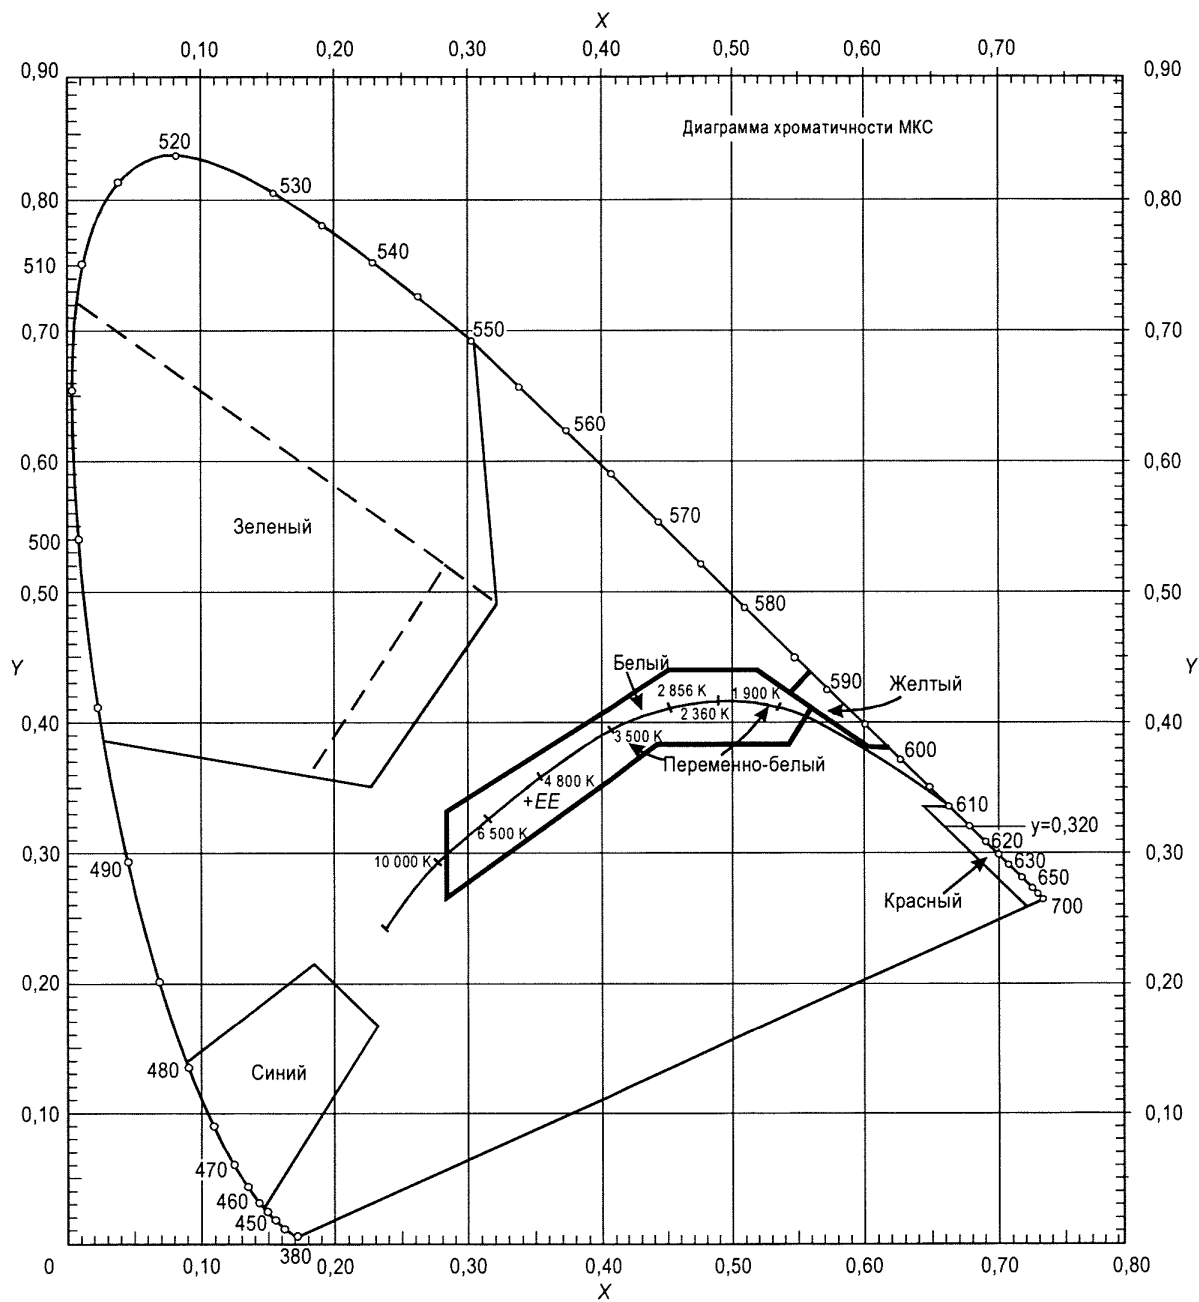 X
0,10 0,20 0,30 0,40 0,50 0,60 0,70
0,90 0,90
Диаграмма хроматичности МКС
520
530
0,80 0,80
540
510
550
0,70 0,70
560
0,60 0,60
570
Зеленый
500
0,50 0,50
580
Y Y
Белый
590
Желтый
2 856 K 1 900 K
2 360 K
0,40 0,40
3 500 K
600
Переменно-белый
4 800 K
+EE
610
6 500 K
y=0,320
620
0,30 0,30
10 000 K
630
490
650
Красный
700
0,20 0,20
480
Синий
0,10 0,10
470
460
450
380
0 0,10 0,20 0,30 0,40 0,50 0,60 0,70 0,80
X